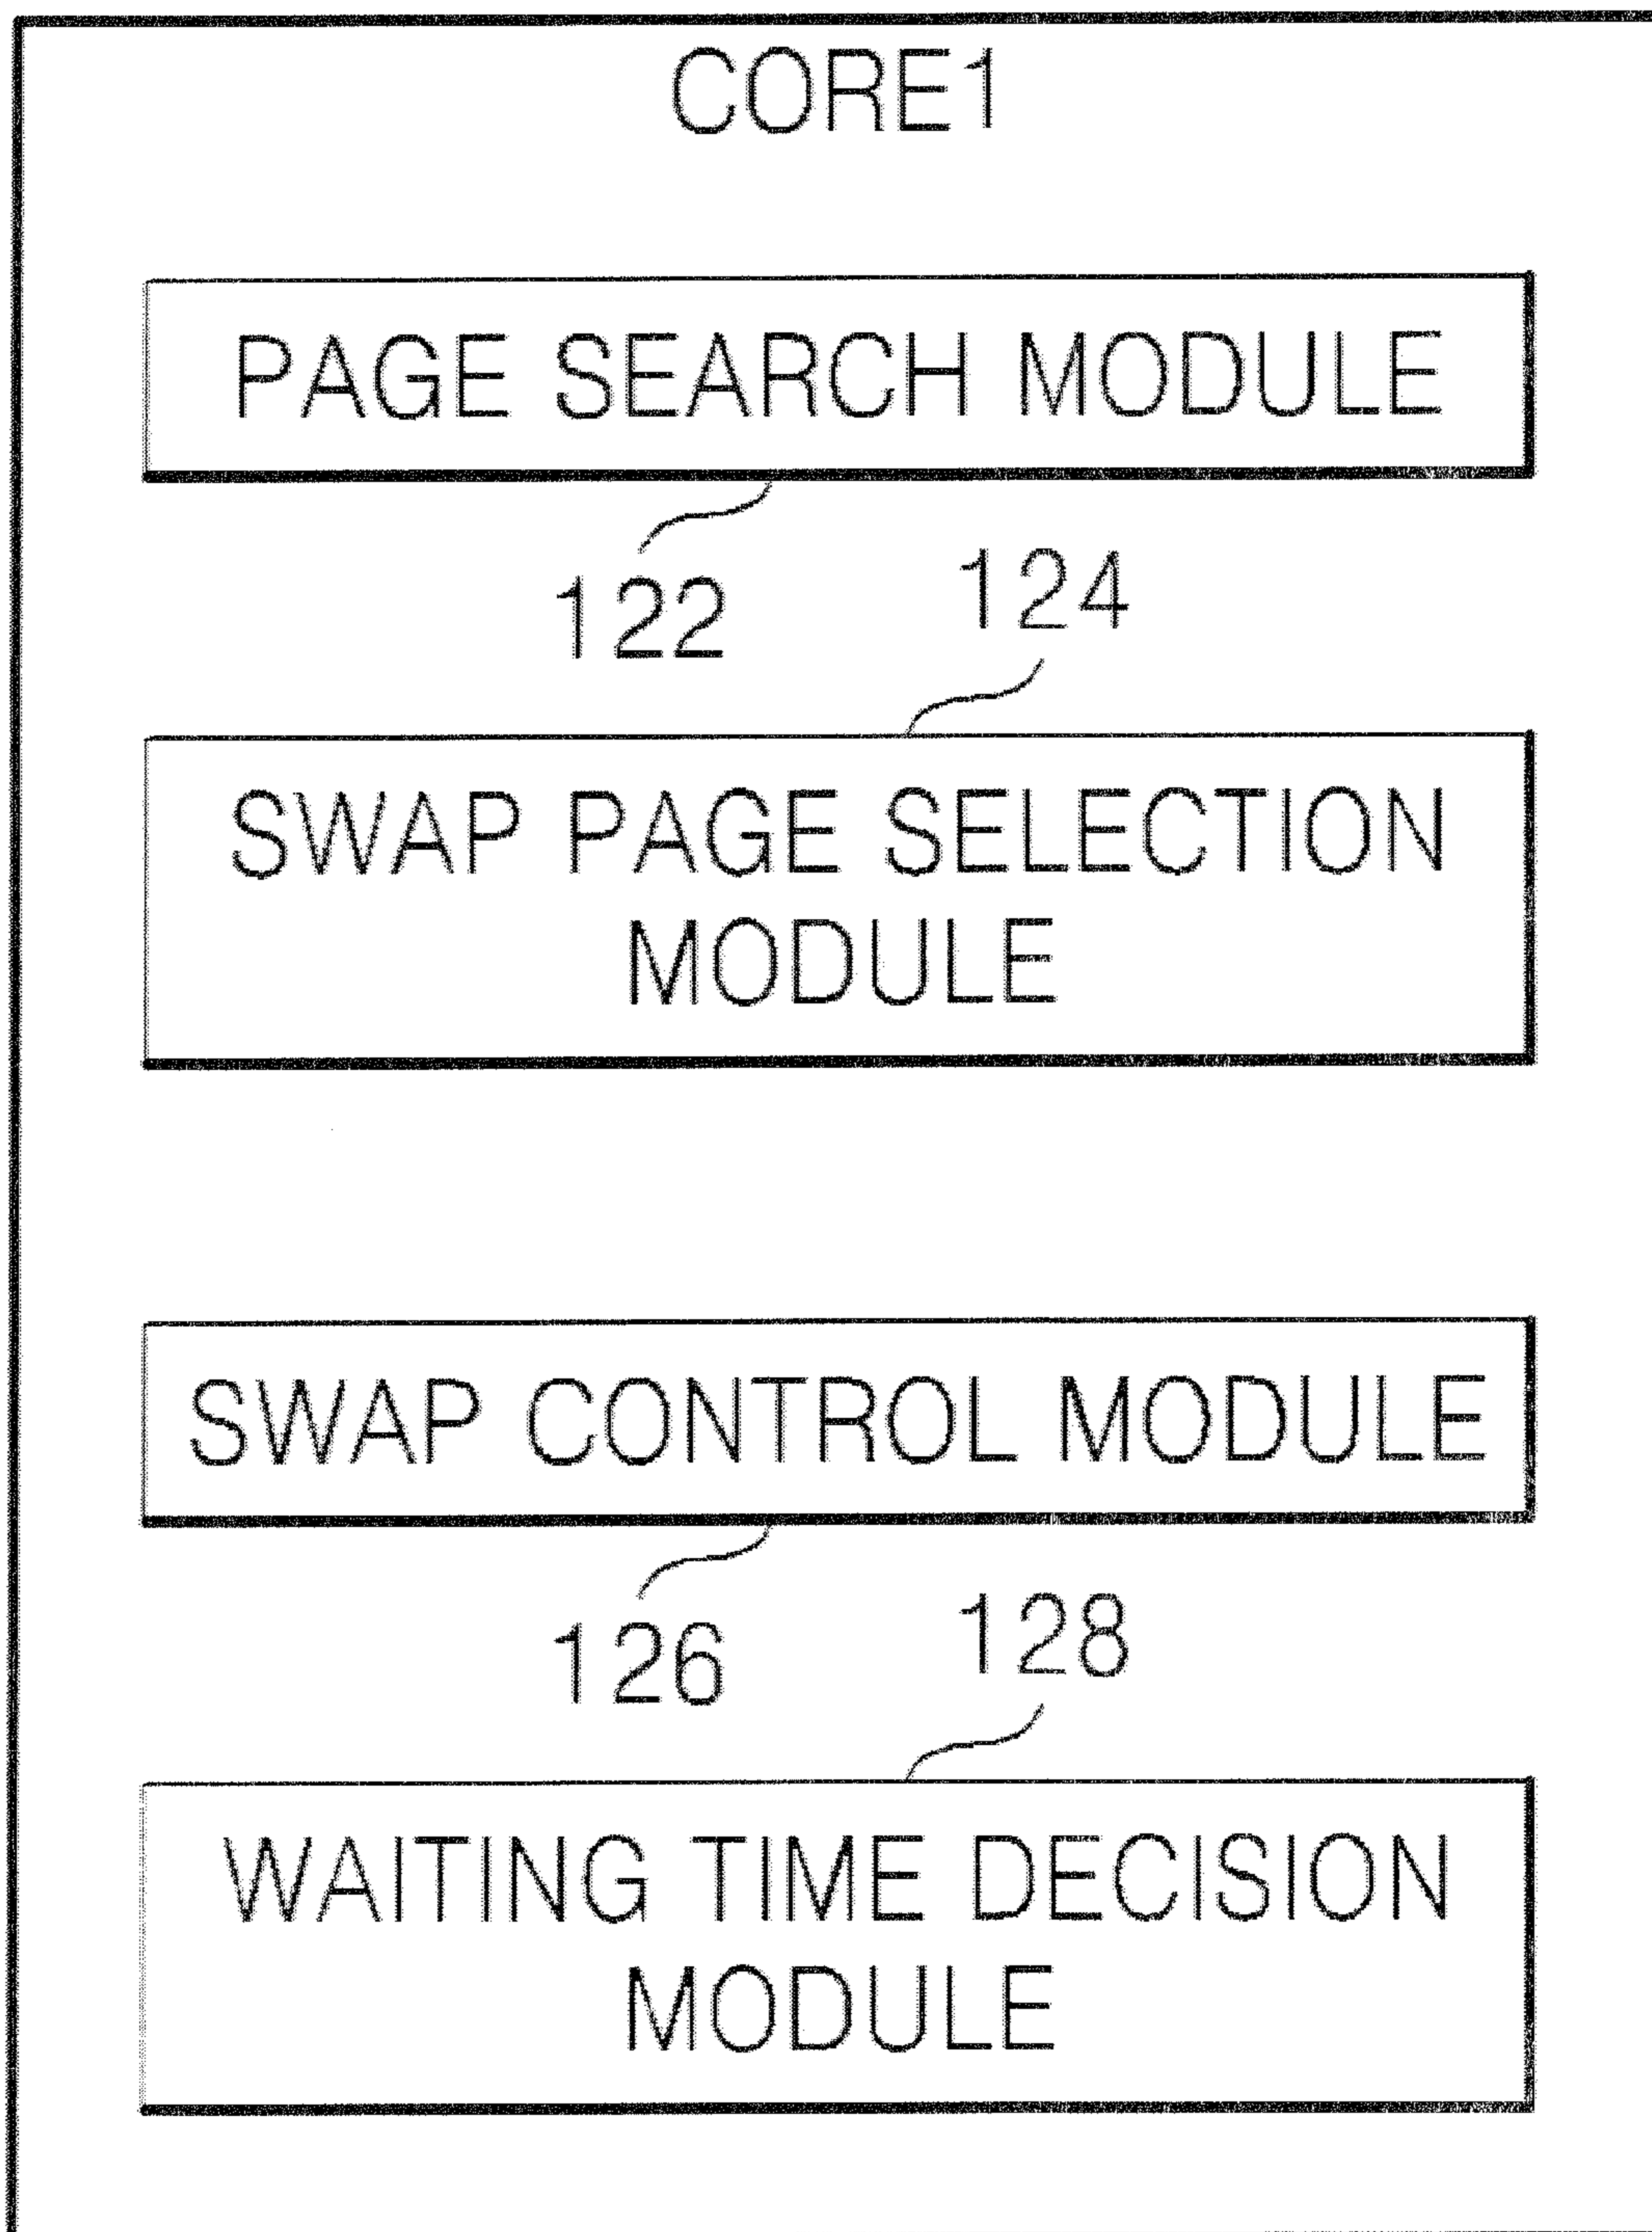 CORE1
PAGE SEARCH MODULE
122
124
SWAP PAGE SELECTION
MODULE
SWAP CONTROL MODULE
126
128
WAITING TIME DECISION
MODULE